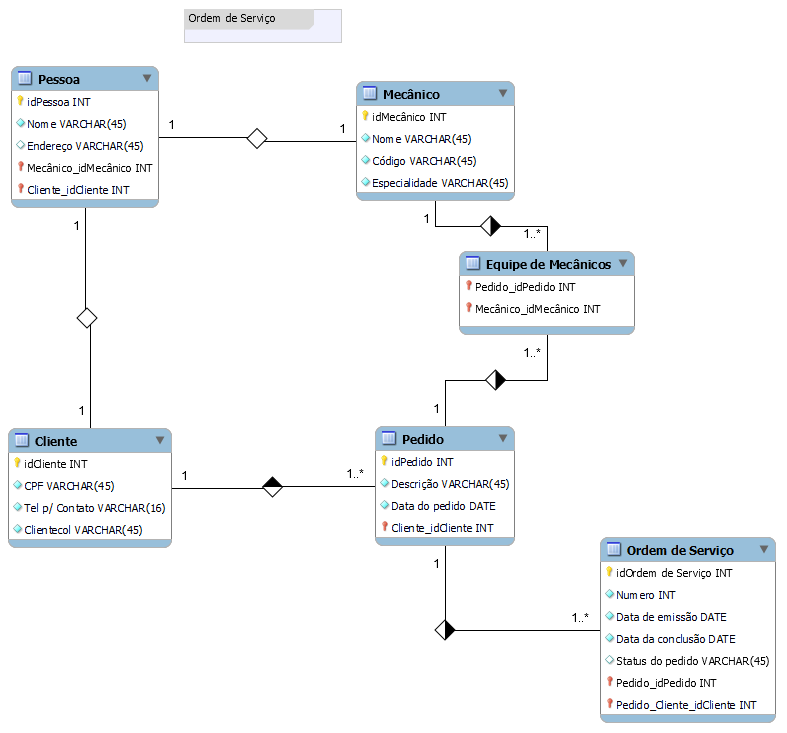 Ordem de Serviço
Pessoa
idPessoa INT
Nome VARCHAR(45)
Endereço VARCHAR(45)
Mecânico_idMecânico INT
Cliente_idCliente INT
1
1
Mecânico
idMecânico INT
Nome VARCHAR(45)
Código VARCHAR(45)
Especialidade VARCHAR(45)
1
1
1..*
Equipe de Mecânicos
Pedido_idPedido INT
Mecânico_idMecânico INT
1..*
1
1
Cliente
idCliente INT
CPF VARCHAR(45)
Tel p/ Contato VARCHAR(16)
Clientecol VARCHAR(45)
1
1..*
Pedido
idPedido INT
Descrição VARCHAR(45)
Data do pedido DATE
Cliente_idCliente INT
1
1..*
Ordem de Serviço
idOrdem de Serviço INT
Numero INT
Data de emissão DATE
Data da conclusão DATE
Status do pedido VARCHAR(45)
Pedido_idPedido INT
Pedido_Cliente_idCliente INT